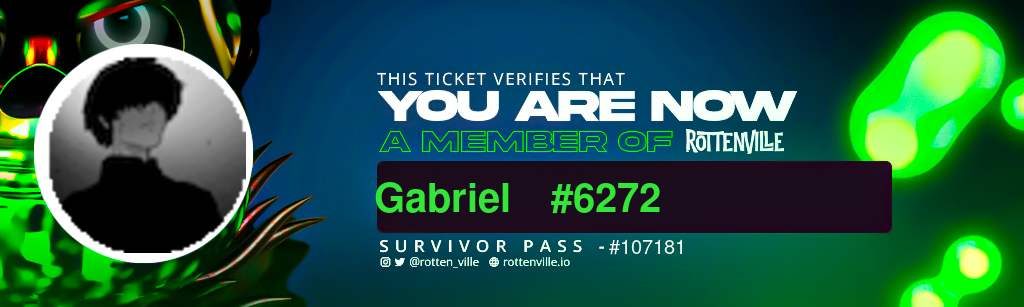 THIS TICKET VERIFIES THAT
YOU ARE NOW
A MEMBER OF ROTTENVILLE
Gabriel #6272
SURVIVOR PASS - #107181
@rotten_ville rottenville.io